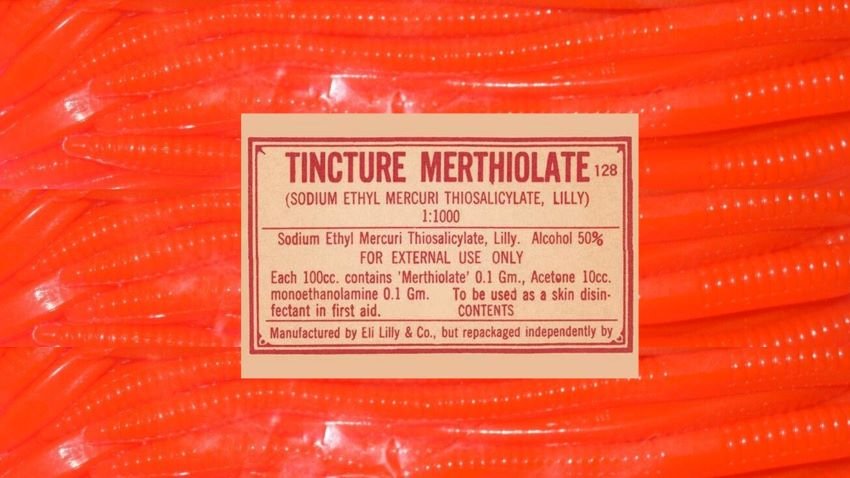 TINCTURE MERTHIOLATE 128
(SODIUM ETHYL MERCURI THIOSALICYLATE, LILLY)
1:1000
Sodium Ethyl Mercuri Thiosalicylate, Lilly. Alcohol 50%
FOR EXTERNAL USE ONLY
Each 100cc. contains 'Merthiolate' 0.1 Gm., Acetone 10cc.
monoethanolamine 0.1 Gm. To be used as a skin disin-
fectant in first aid. CONTENTS
Manufactured by Eli Lilly & Co., but repackaged independently by